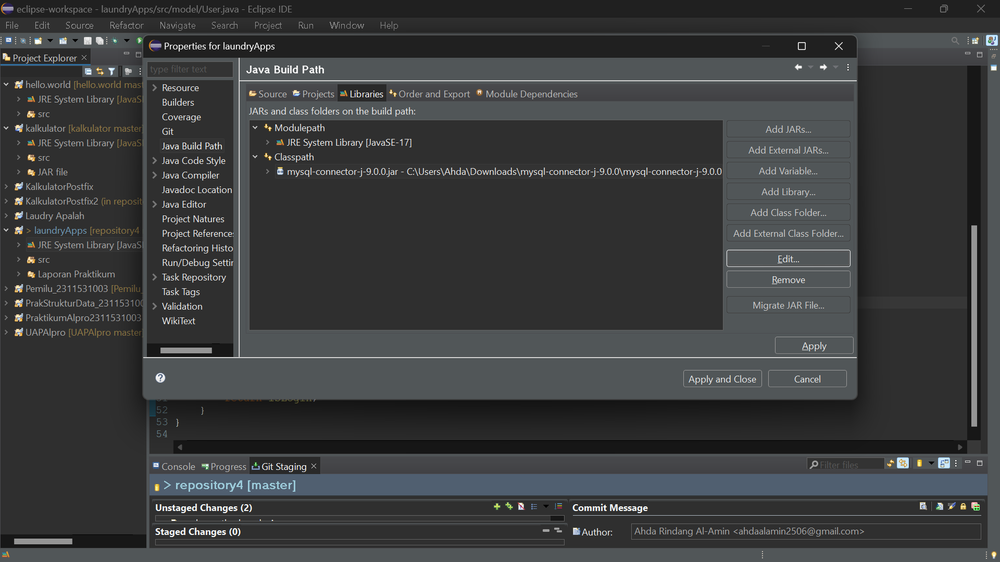 eclipse-workspace - laundryApps/src/model/User.java - Eclipse IDE
File Edit Source Refactor Navigate Search Project Run Window Help
Project Explorer
hello.world [hello.world mast
JRE System Library [JavaSE
src
kalkulator [kalkulator master]
JRE System Library [JavaSE
src
JAR file
KalkulatorPostfix
KalkulatorPostfix2 (in reposit
Laudry Apalah
> laundryApps [repository4
JRE System Library [JavaSE
src
Laporan Praktikum
Pemilu_2311531003 [Pemilu_
PrakStrukturData_231153100
PraktikumAlpro2311531003
UAPAlpro [UAPAlpro master]
Properties for laundryApps
type filter text
Resource
Builders
Coverage
Git
Java Build Path
Java Code Style
Java Compiler
Javadoc Location
Java Editor
Project Natures
Project References
Refactoring Histo
Run/Debug Settin
Task Repository
Task Tags
Validation
WikiText
Java Build Path
Source Projects Libraries Order and Export Module Dependencies
JARs and class folders on the build path:
Modulepath
JRE System Library [JavaSE-17]
Classpath
mysql-connector-j-9.0.0.jar - C:\Users\Ahda\Downloads\mysql-connector-j-9.0.0\mysql-connector-j-9.0.0
Add JARs...
Add External JARs...
Add Variable...
Add Library...
Add Class Folder...
Add External Class Folder...
Edit...
Remove
Migrate JAR File...
Apply
Apply and Close Cancel
52 }
53 }
54
Console Progress Git Staging
Filter files
> repository4 [master]
Unstaged Changes (2)
Staged Changes (0)
Commit Message
Author: Ahda Rindang Al-Amin <ahdaalamin2506@gmail.com>